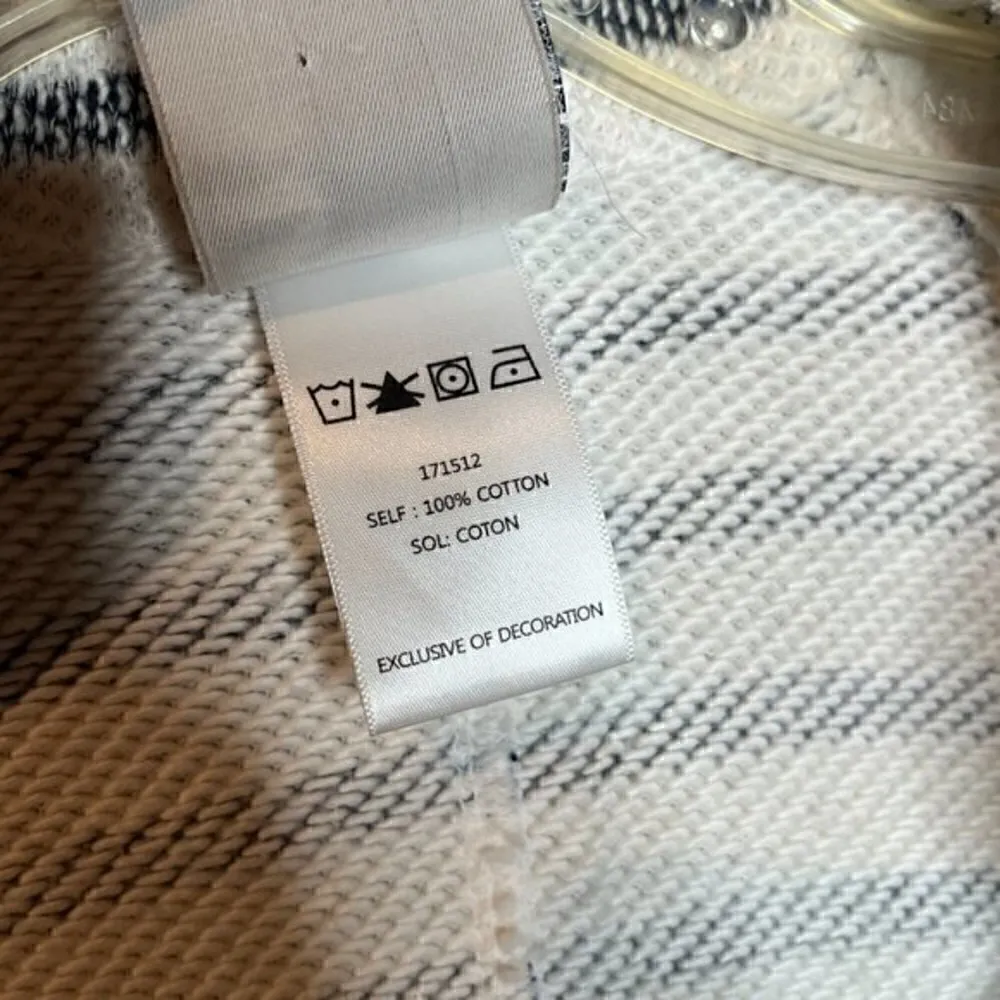 171512
SELF : 100% COTTON
SOL: COTON
EXCLUSIVE OF DECORATION